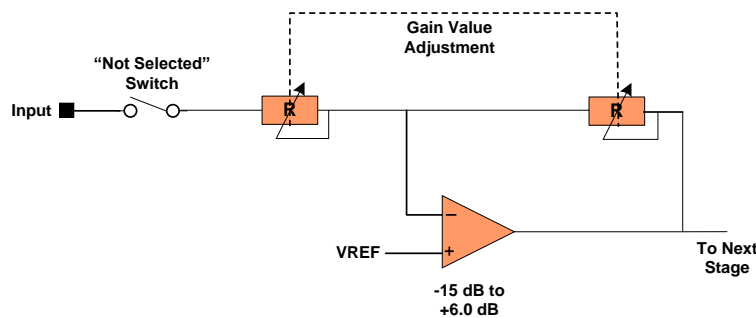 Gain Value
Adjustment
“Not Selected”
Switch
Input
R
R
−
+
VREF
To Next
Stage
-15 dB to
+6.0 dB